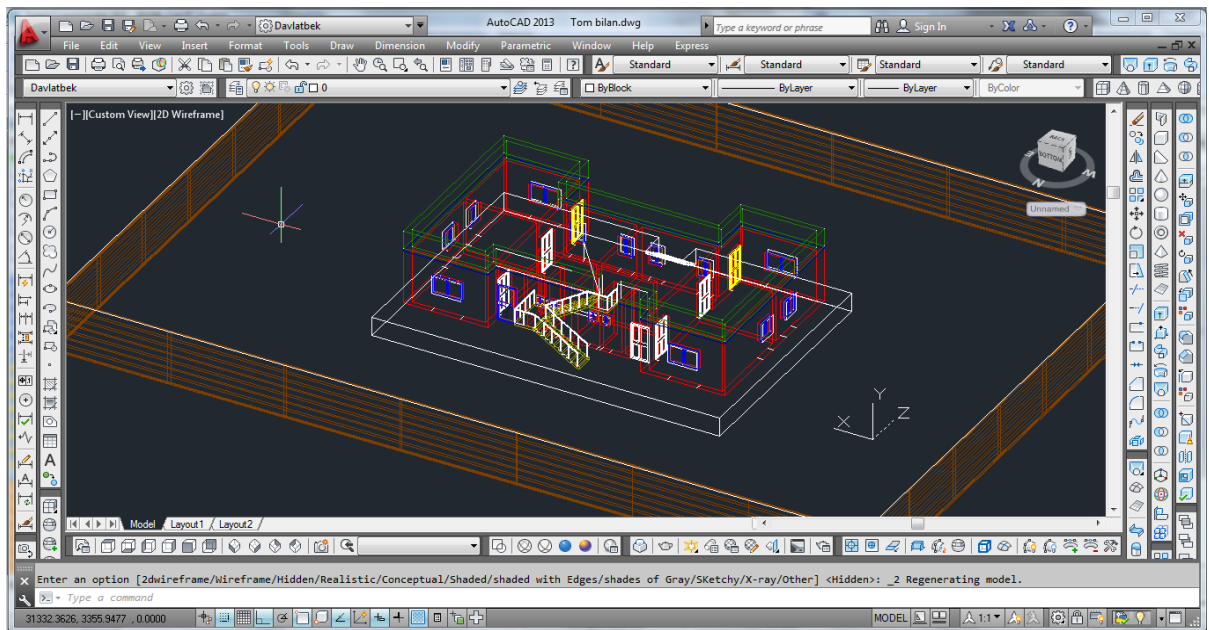 Davlatbek
AutoCAD 2013 Tom bilan.dwg
Type a keyword or phrase
Sign In
File Edit View Insert Format Tools Draw Dimension Modify Parametric Window Help Express
Standard Standard Standard Standard
Davlatbek 0 ByBlock ByLayer ByLayer ByColor
[−][Custom View][2D Wireframe]
BACK
BOTTOM
N
Unnamed
Y
X Z
Model Layout1 Layout2
Enter an option [2dwireframe/Wireframe/Hidden/Realistic/Conceptual/Shaded/shaded with Edges/shades of Gray/SKetchy/X-ray/Other] <Hidden>: _2 Regenerating model.
Type a command
31332.3626, 3355.9477 , 0.0000 MODEL 1:1